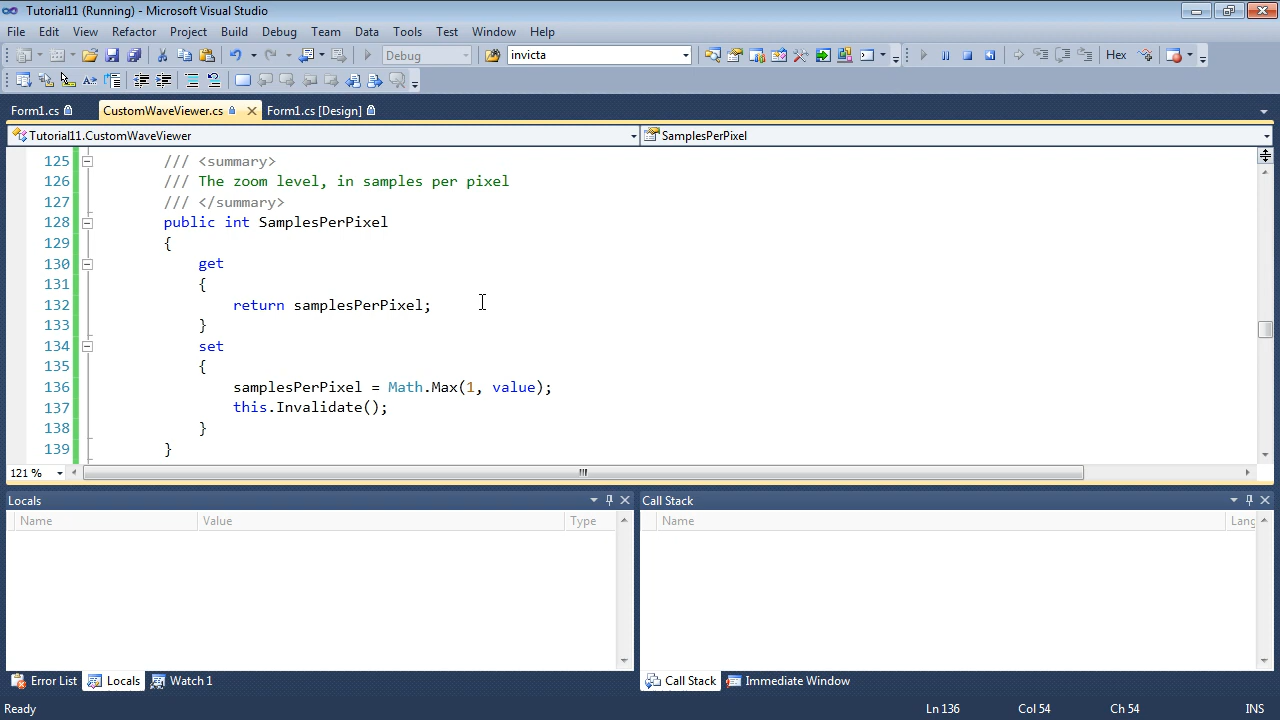 Tutorial11 (Running) - Microsoft Visual Studio
File Edit View Refactor Project Build Debug Team Data Tools Test Window Help
Debug invicta Hex
Form1.cs CustomWaveViewer.cs Form1.cs [Design]
Tutorial11.CustomWaveViewer SamplesPerPixel
125 /// <summary>
126 /// The zoom level, in samples per pixel
127 /// </summary>
128 public int SamplesPerPixel
129 {
130 get
131 {
132 return samplesPerPixel;
133 }
134 set
135 {
136 samplesPerPixel = Math.Max(1, value);
137 this.Invalidate();
138 }
139 }
121 %
Locals Call Stack
Name Value Type Name Lang
Error List Locals Watch 1 Call Stack Immediate Window
Ready Ln 136 Col 54 Ch 54 INS